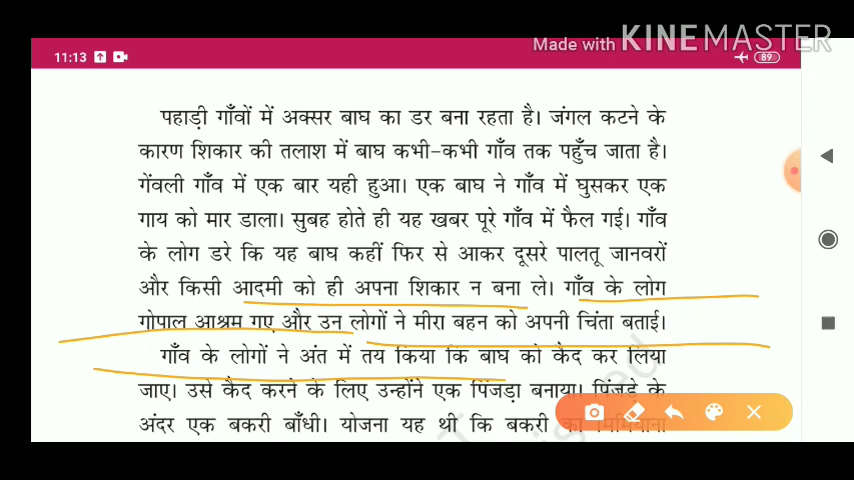 Made with KINEMASTER
11:13
89
पहाड़ी गाँवों में अक्सर बाघ का डर बना रहता है। जंगल कटने के
कारण शिकार की तलाश में बाघ कभी-कभी गाँव तक पहुँच जाता है।
गेंवली गाँव में एक बार यही हुआ। एक बाघ ने गाँव में घुसकर एक
गाय को मार डाला। सुबह होते ही यह खबर पूरे गाँव में फैल गई। गाँव
के लोग डरे कि यह बाघ कहीं फिर से आकर दूसरे पालतू जानवरों
और किसी आदमी को ही अपना शिकार न बना ले। गाँव के लोग
गोपाल आश्रम गए और उन लोगों ने मीरा बहन को अपनी चिंता बताई।
गाँव के लोगों ने अंत में तय किया कि बाघ को कैद कर लिया
जाए। उसे कैद करने के लिए उन्होंने एक पिंजड़ा बनाया। पिंजड़े के
अंदर एक बकरी बाँधी। योजना यह थी कि बकरी का मिमियाना